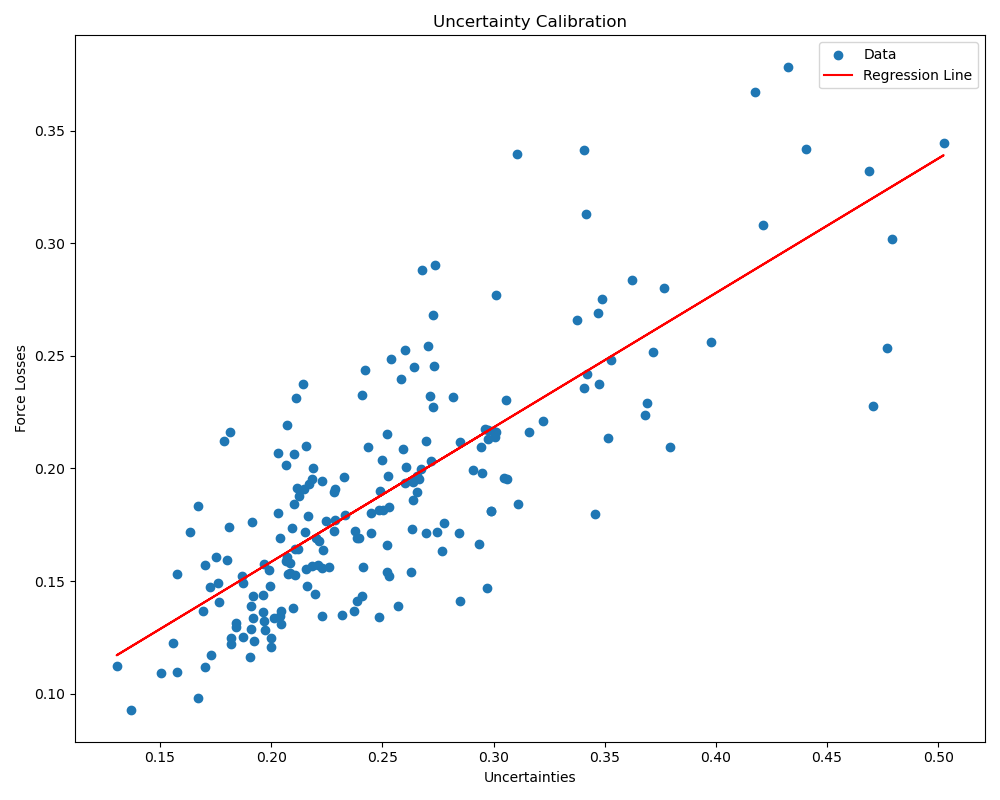 Uncertainty Calibration
Data
Regression Line
Force Losses
0.35
0.30
0.25
0.20
0.15
0.10
0.15 0.20 0.25 0.30 0.35 0.40 0.45 0.50
Uncertainties